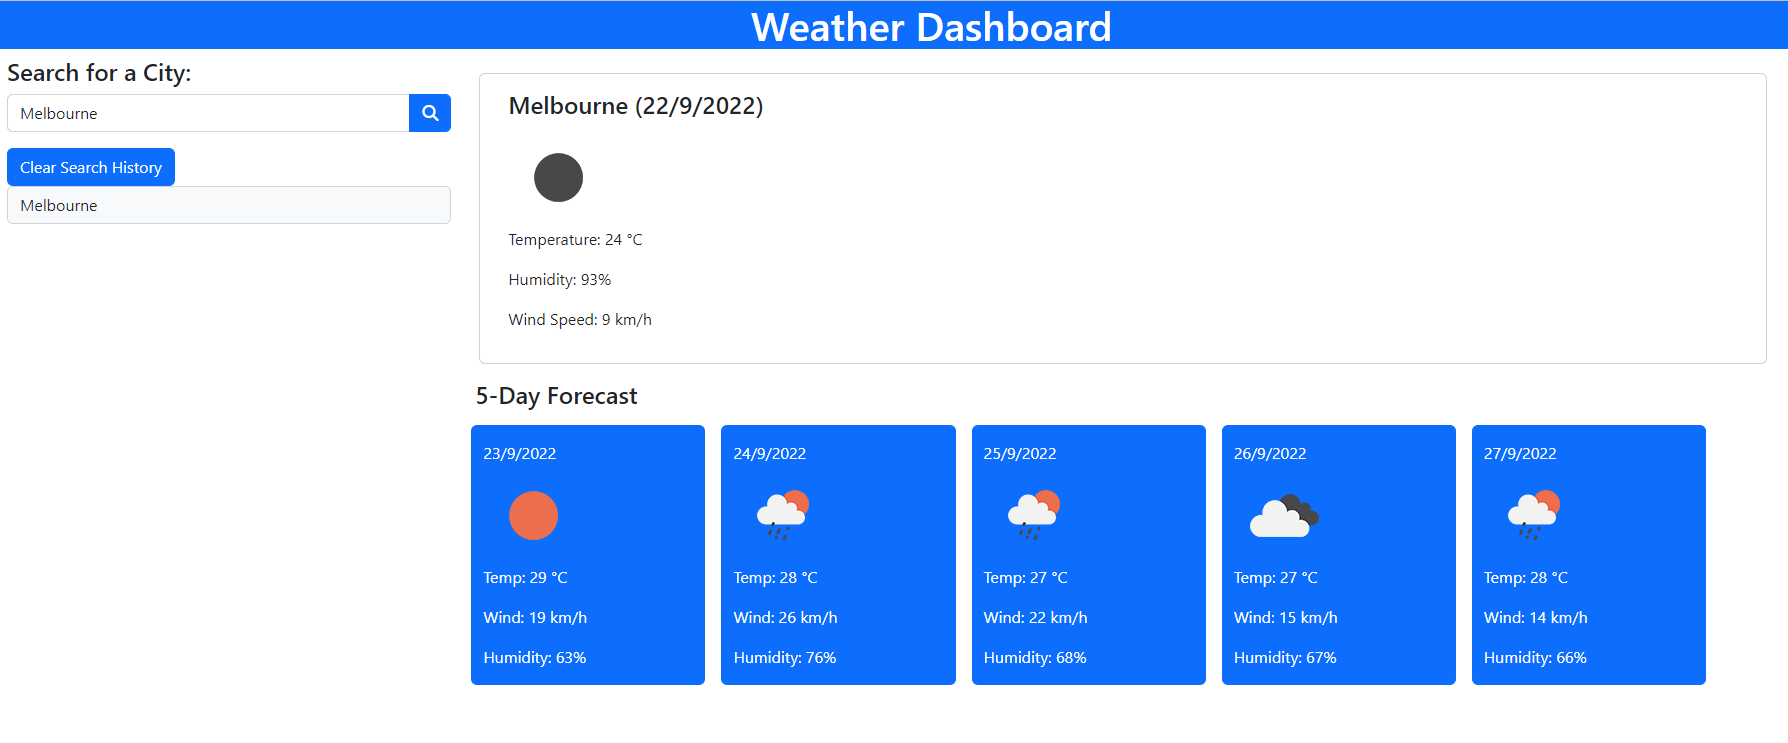 Weather Dashboard
Search for a City:
Melbourne
Clear Search History
Melbourne
Melbourne (22/9/2022)
Temperature: 24 °C
Humidity: 93%
Wind Speed: 9 km/h
5-Day Forecast
23/9/2022
Temp: 29 °C
Wind: 19 km/h
Humidity: 63%
24/9/2022
Temp: 28 °C
Wind: 26 km/h
Humidity: 76%
25/9/2022
Temp: 27 °C
Wind: 22 km/h
Humidity: 68%
26/9/2022
Temp: 27 °C
Wind: 15 km/h
Humidity: 67%
27/9/2022
Temp: 28 °C
Wind: 14 km/h
Humidity: 66%